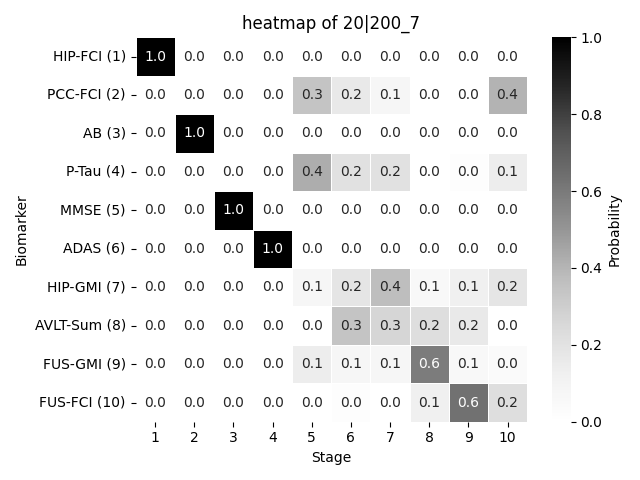 heatmap of 20|200_7
HIP-FCI (1) 1.0 0.0 0.0 0.0 0.0 0.0 0.0 0.0 0.0 0.0
PCC-FCI (2) 0.0 0.0 0.0 0.0 0.3 0.2 0.1 0.0 0.0 0.4
AB (3) 0.0 1.0 0.0 0.0 0.0 0.0 0.0 0.0 0.0 0.0
P-Tau (4) 0.0 0.0 0.0 0.0 0.4 0.2 0.2 0.0 0.0 0.1
MMSE (5) 0.0 0.0 1.0 0.0 0.0 0.0 0.0 0.0 0.0 0.0
ADAS (6) 0.0 0.0 0.0 1.0 0.0 0.0 0.0 0.0 0.0 0.0
HIP-GMI (7) 0.0 0.0 0.0 0.0 0.1 0.2 0.4 0.1 0.1 0.2
AVLT-Sum (8) 0.0 0.0 0.0 0.0 0.0 0.3 0.3 0.2 0.2 0.0
FUS-GMI (9) 0.0 0.0 0.0 0.0 0.1 0.1 0.1 0.6 0.1 0.0
FUS-FCI (10) 0.0 0.0 0.0 0.0 0.0 0.0 0.0 0.1 0.6 0.2
1 2 3 4 5 6 7 8 9 10
Stage
Biomarker
1.0
0.8
0.6
0.4
0.2
0.0
Probability